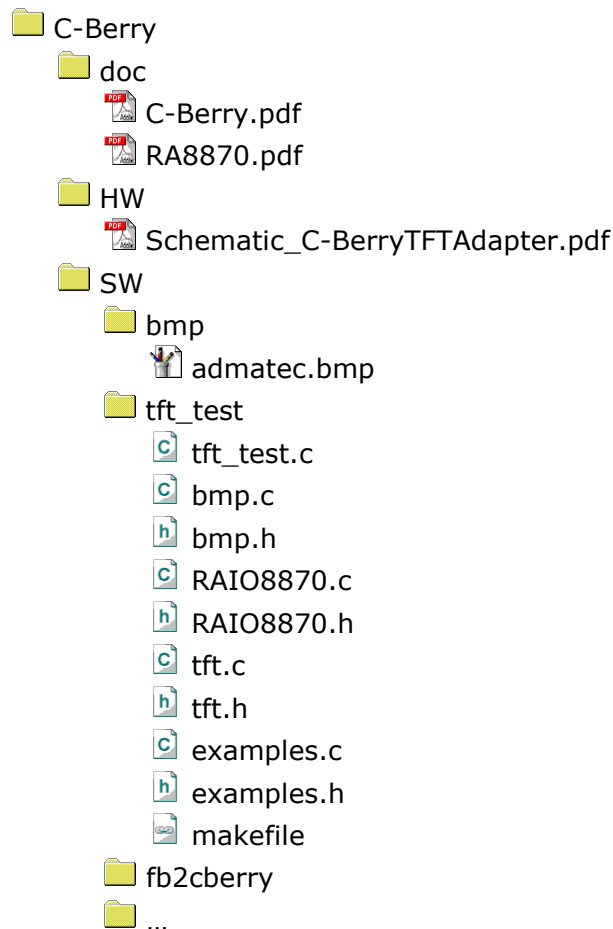 C-Berry
doc
C-Berry.pdf
RA8870.pdf
HW
Schematic_C-BerryTFTAdapter.pdf
SW
bmp
admatec.bmp
tft_test
tft_test.c
bmp.c
bmp.h
RAIO8870.c
RAIO8870.h
tft.c
tft.h
examples.c
examples.h
makefile
fb2cberry
...